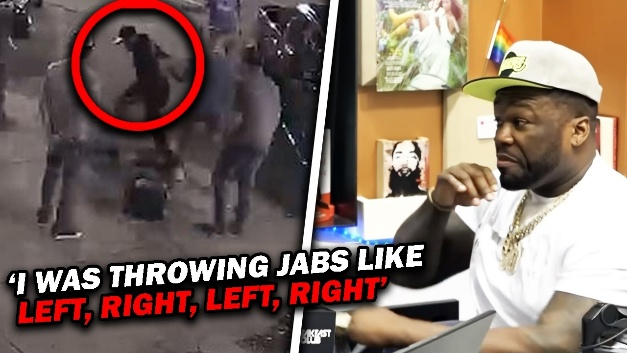 'I WAS THROWING JABS LIKE
LEFT, RIGHT, LEFT, RIGHT'